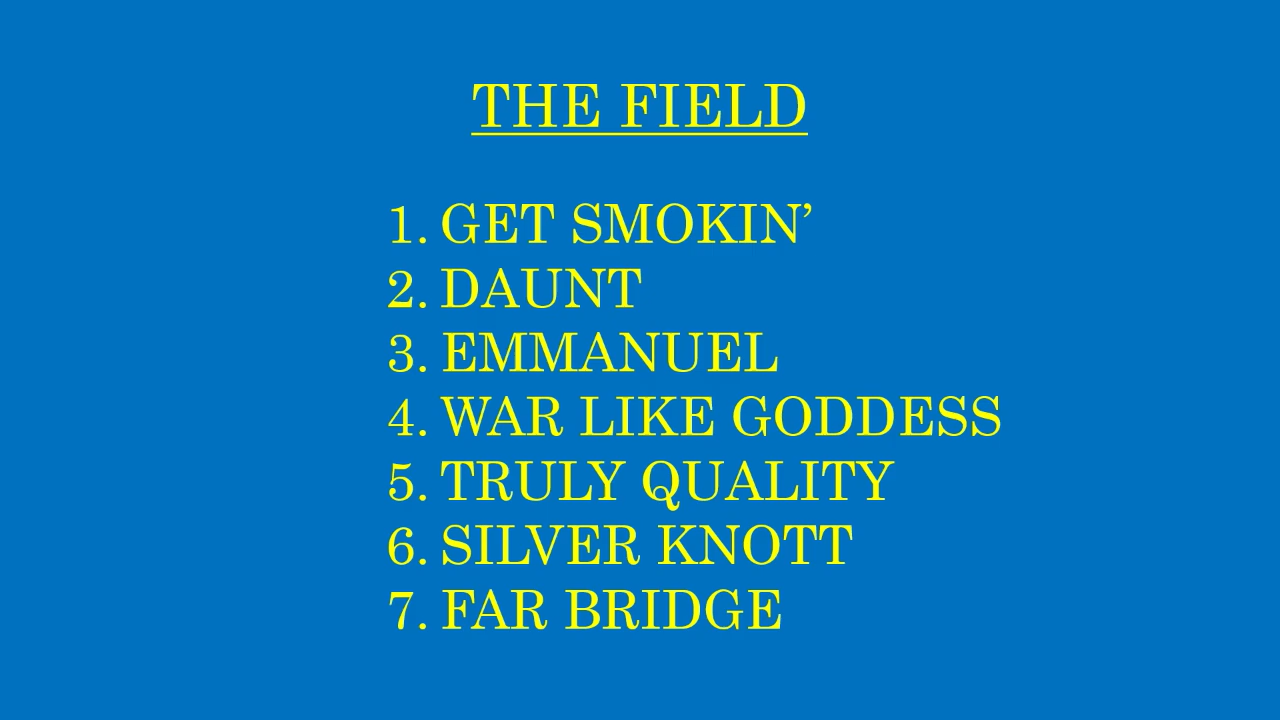 THE FIELD
1. GET SMOKIN’
2. DAUNT
3. EMMANUEL
4. WAR LIKE GODDESS
5. TRULY QUALITY
6. SILVER KNOTT
7. FAR BRIDGE